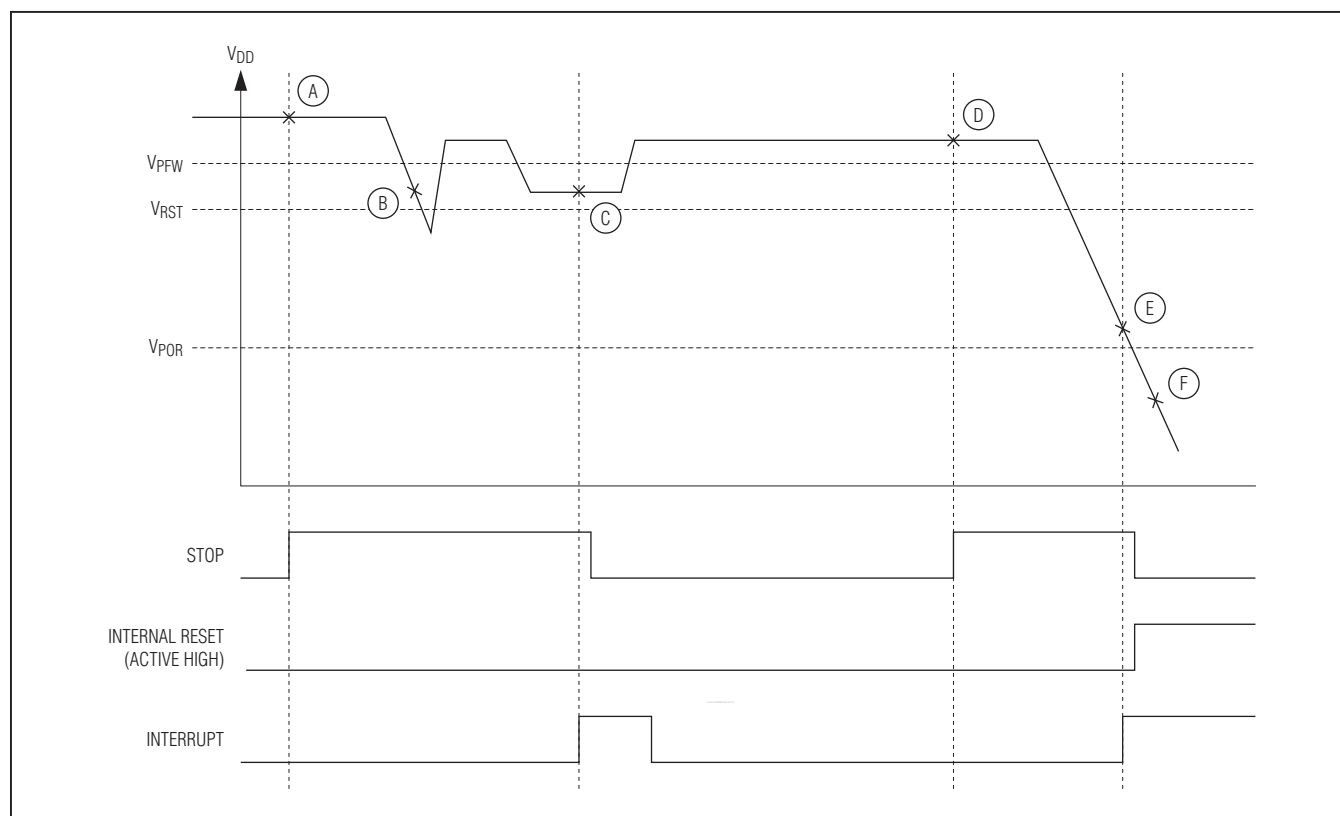 VDD
A
D
VPFW
B
C
VRST
E
VPOR
F
STOP
INTERNAL RESET
(ACTIVE HIGH)
INTERRUPT